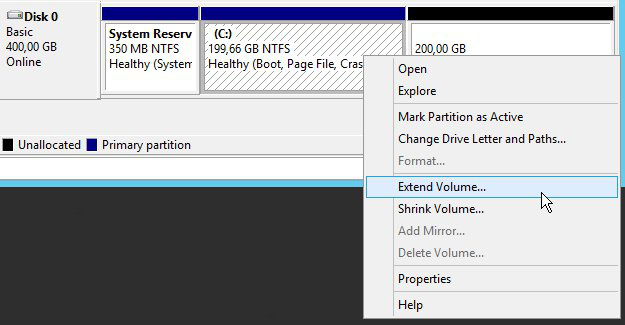 Disk 0
Basic
400,00 GB
Online
System Reserv
350 MB NTFS
Healthy (System
(C:)
199,66 GB NTFS
Healthy (Boot, Page File, Cras
200,00 GB
Unallocated
Primary partition
Open
Explore
Mark Partition as Active
Change Drive Letter and Paths...
Format...
Extend Volume...
Shrink Volume...
Add Mirror...
Delete Volume...
Properties
Help